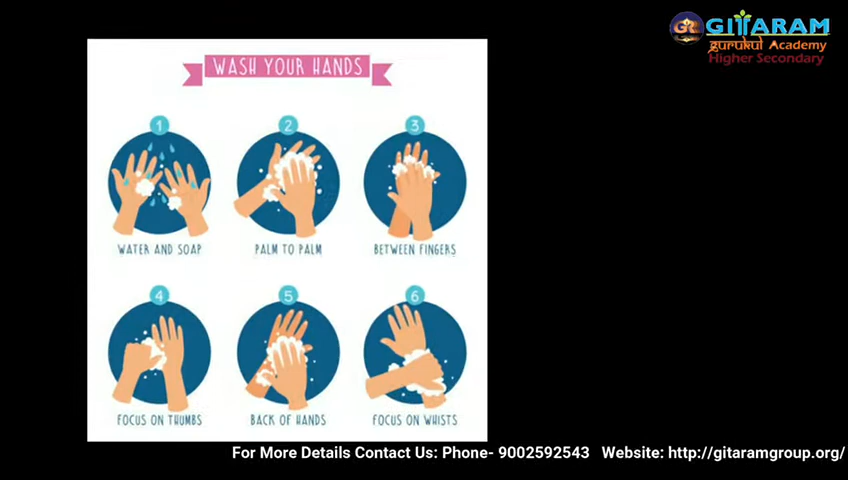 GITARAM
gurukul Academy
Higher Secondary
WASH YOUR HANDS
1
2
3
WATER AND SOAP
PALM TO PALM
BETWEEN FINGERS
4
5
6
FOCUS ON THUMBS
BACK OF HANDS
FOCUS ON WHISTS
For More Details Contact Us: Phone- 9002592543 Website: http://gitaramgroup.org/